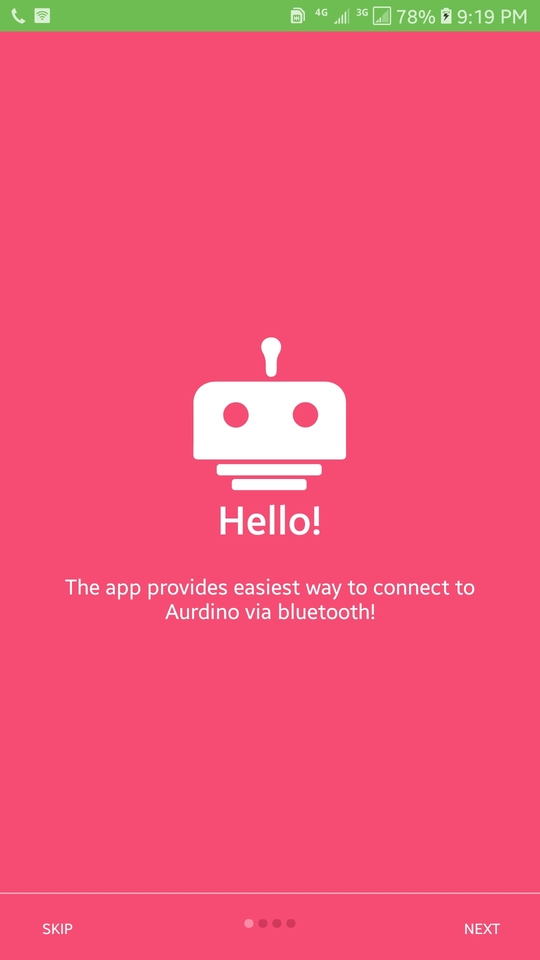 4G 3G 78% 9:19 PM
Hello!
The app provides easiest way to connect to
Aurdino via bluetooth!
SKIP NEXT